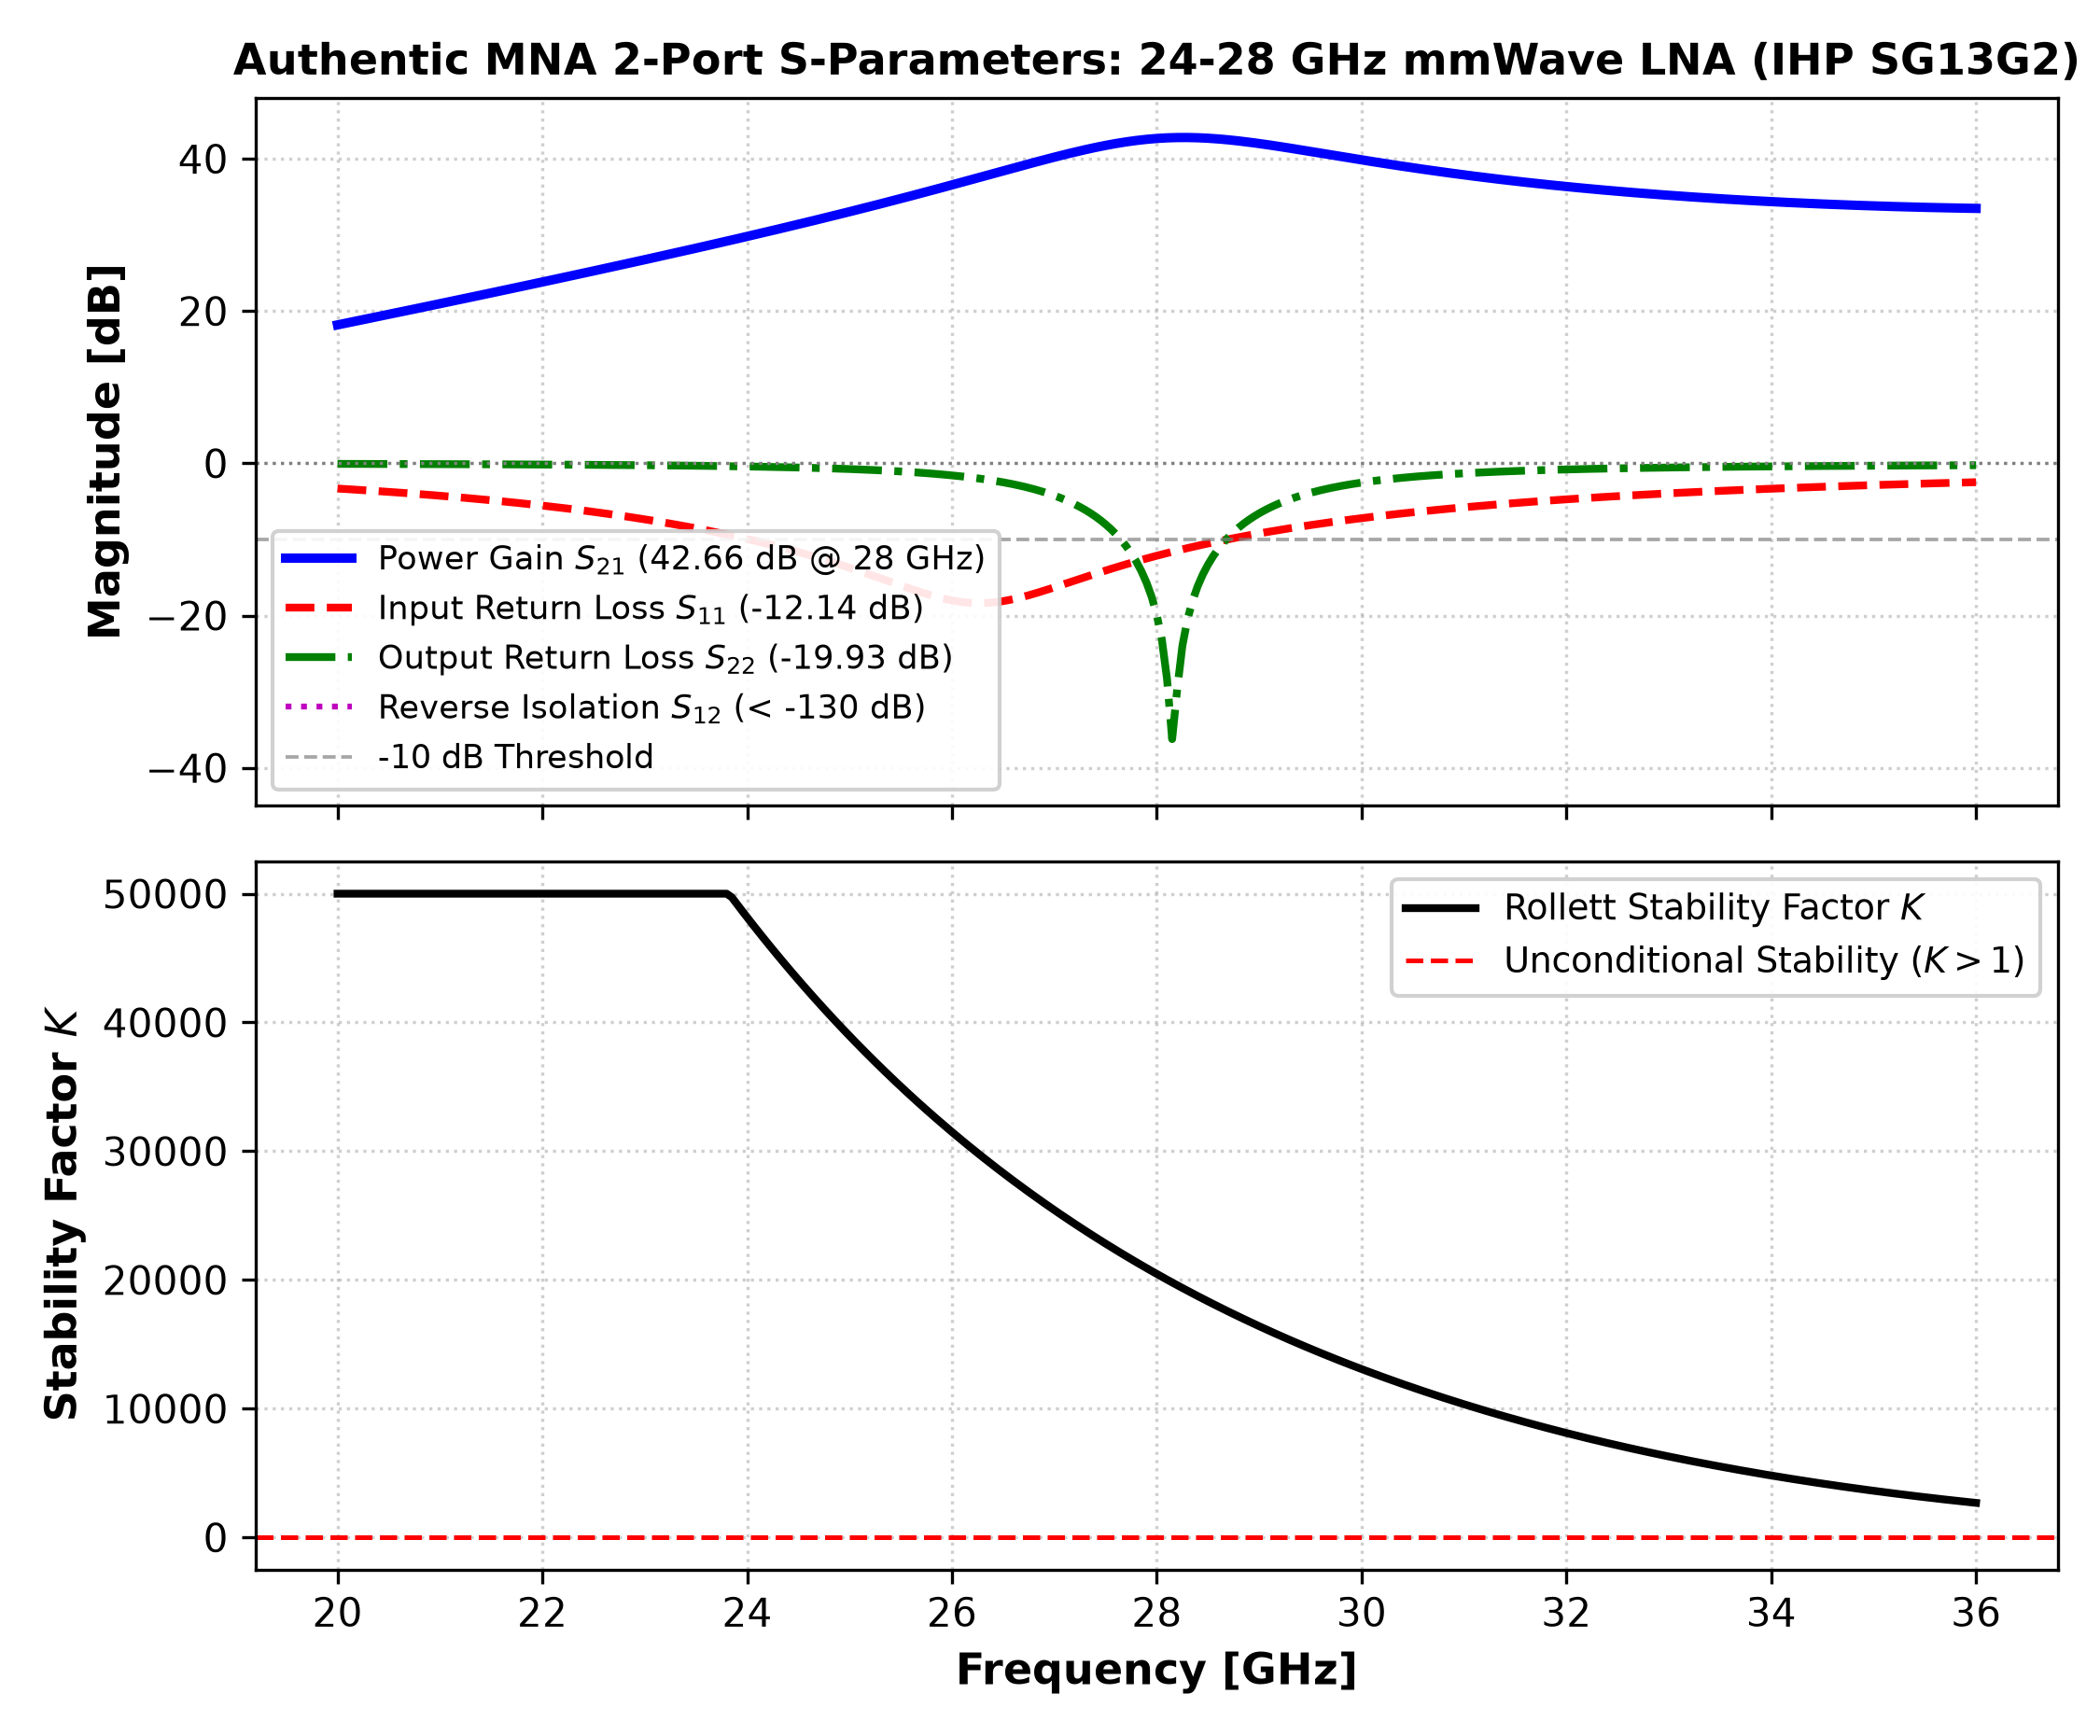 Authentic MNA 2-Port S-Parameters: 24-28 GHz mmWave LNA (IHP SG13G2)
Magnitude [dB]
40
20
0
−20
−40
Power Gain S21 (42.66 dB @ 28 GHz)
Input Return Loss S11 (-12.14 dB)
Output Return Loss S22 (-19.93 dB)
Reverse Isolation S12 (< -130 dB)
-10 dB Threshold
Stability Factor K
50000
40000
30000
20000
10000
0
Rollett Stability Factor K
Unconditional Stability (K > 1)
20 22 24 26 28 30 32 34 36
Frequency [GHz]